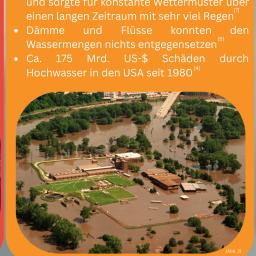 und sorgte für konstante Wettermuster über
einen langen Zeitraum mit sehr viel Regen
• Dämme und Flüsse konnten den
Wassermengen nichts entgegensetzen
• Ca. 175 Mrd. US-$ Schäden durch
Hochwasser in den USA seit 1980